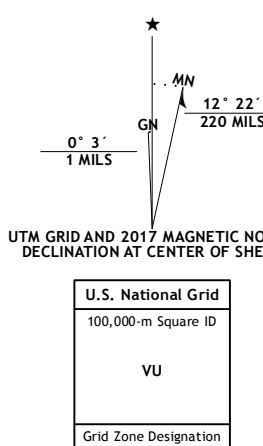 ★
MN
GN
12° 22´
220 MILS
0° 3´
1 MILS
UTM GRID AND 2017 MAGNETIC NO
DECLINATION AT CENTER OF SHE
U.S. National Grid
100,000-m Square ID
VU
Grid Zone Designation